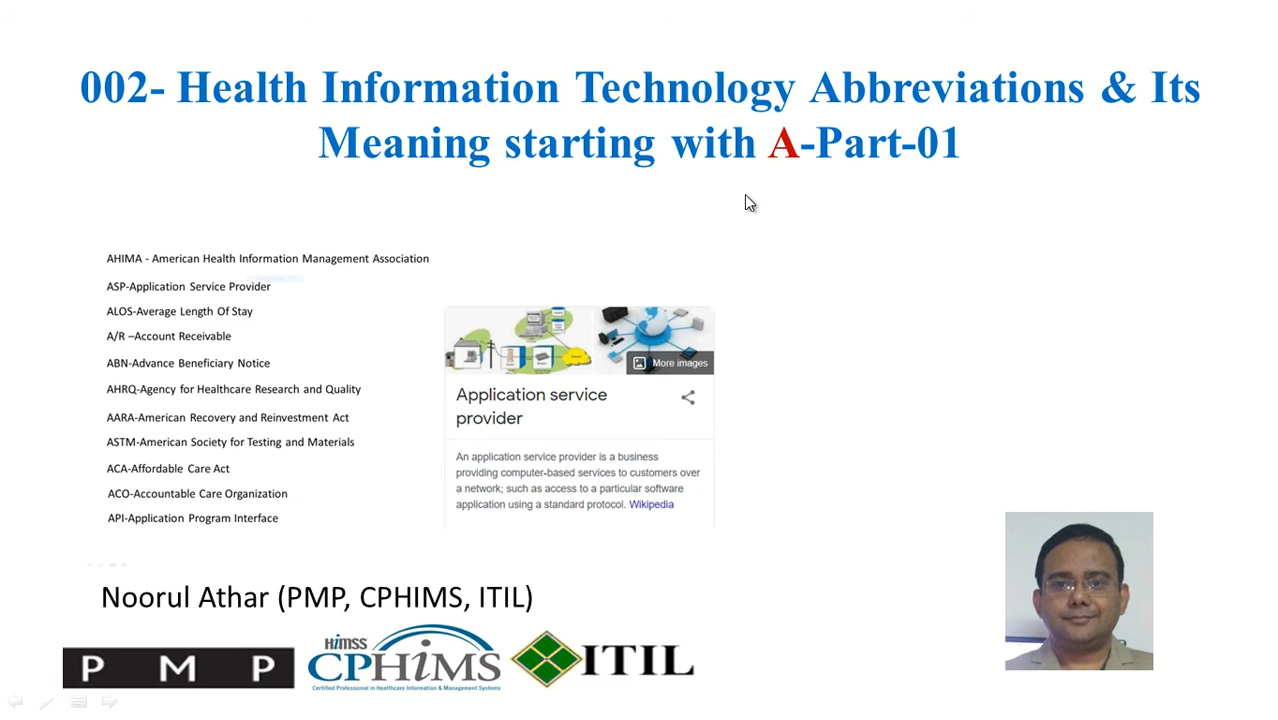 002- Health Information Technology Abbreviations & Its
Meaning starting with A-Part-01
AHIMA - American Health Information Management Association
ASP-Application Service Provider
ALOS-Average Length Of Stay
A/R –Account Receivable
ABN-Advance Beneficiary Notice
AHRQ-Agency for Healthcare Research and Quality
AARA-American Recovery and Reinvestment Act
ASTM-American Society for Testing and Materials
ACA-Affordable Care Act
ACO-Accountable Care Organization
API-Application Program Interface
More images
Application service
provider
An application service provider is a business
providing computer-based services to customers over
a network; such as access to a particular software
application using a standard protocol. Wikipedia
Noorul Athar (PMP, CPHIMS, ITIL)
P M P
HiMSS
CPHiMS
Certified Professional in Healthcare Information & Management Systems
ITIL